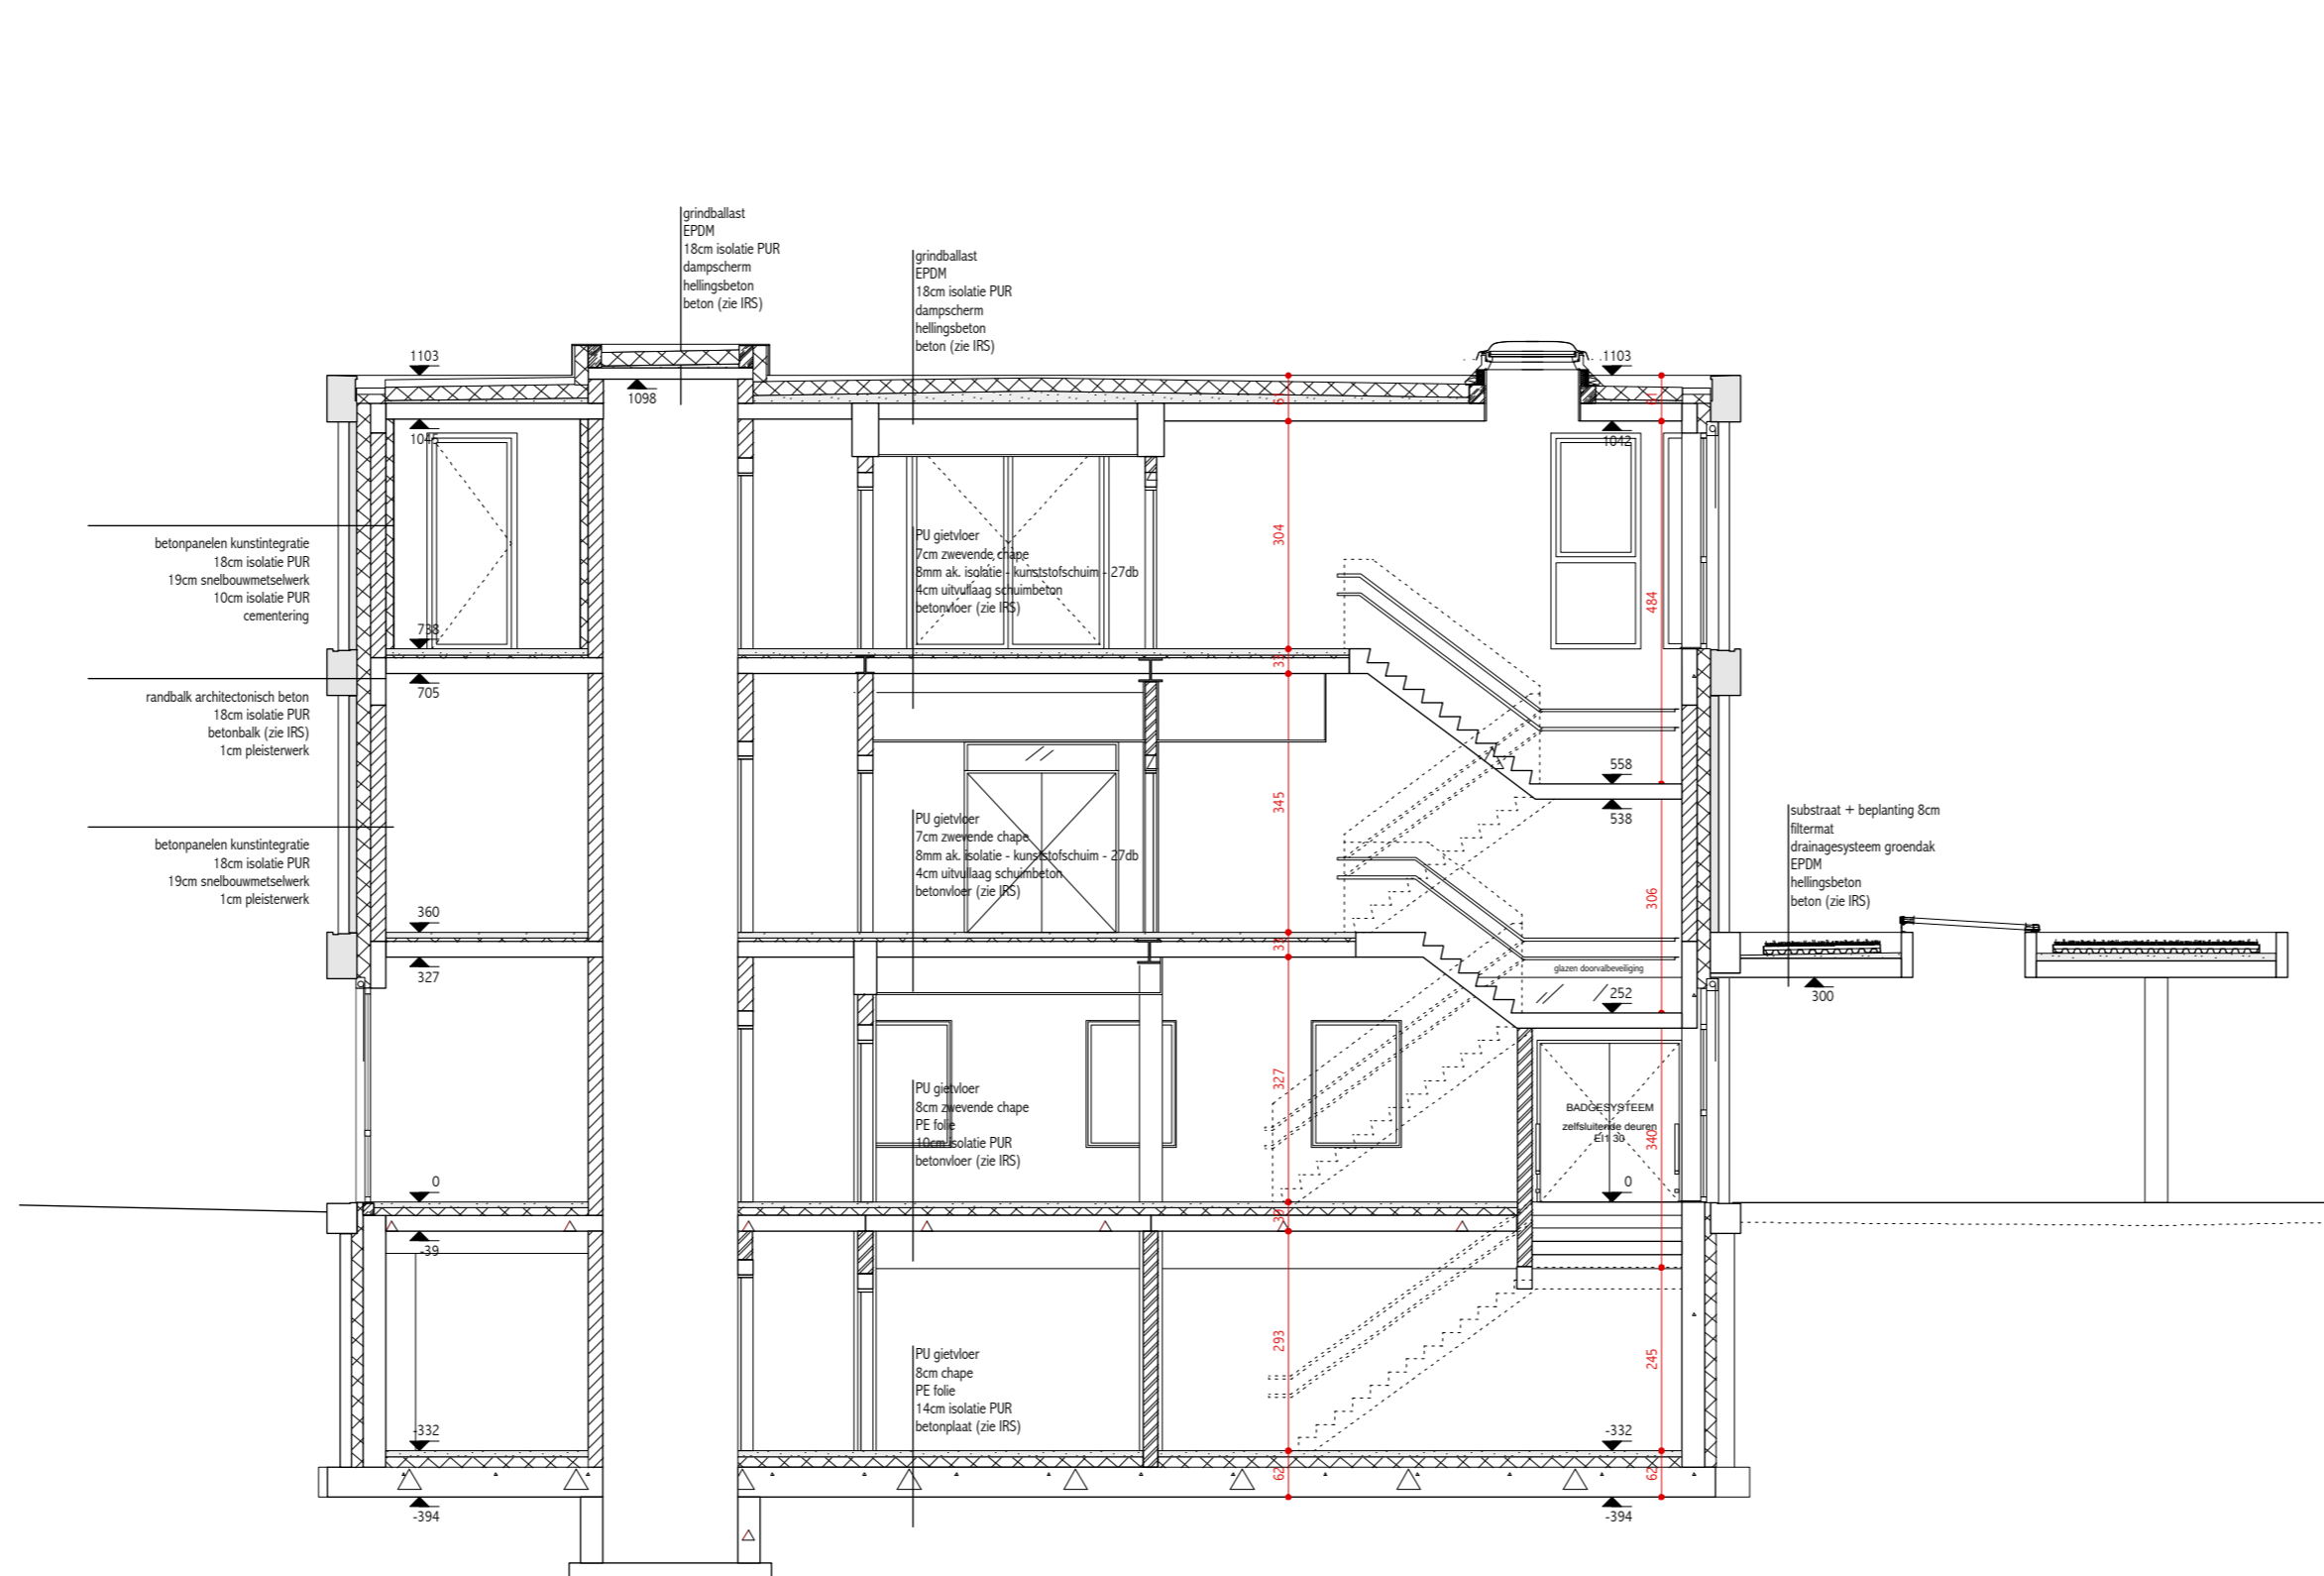 grindballast
EPDM
18cm isolatie PUR
dampscherm
hellingsbeton
beton (zie IRS)
grindballast
EPDM
18cm isolatie PUR
dampscherm
hellingsbeton
beton (zie IRS)
1103
1103
1098
61
61
1045
1042
betonpanelen kunstintegratie
18cm isolatie PUR
19cm snelbouwmetselwerk
10cm isolatie PUR
cementering
PU gietvloer
7cm zwevende chape
8mm ak. isolatie - kunststofschuim - 27db
4cm uitvullaag schuimbeton
betonvloer (zie IRS)
304
484
738
33
705
randbalk architectonisch beton
18cm isolatie PUR
betonbalk (zie IRS)
1cm pleisterwerk
558
538
345
betonpanelen kunstintegratie
18cm isolatie PUR
19cm snelbouwmetselwerk
1cm pleisterwerk
PU gietvloer
7cm zwevende chape
8mm ak. isolatie - kunststofschuim - 27db
4cm uitvullaag schuimbeton
betonvloer (zie IRS)
306
substraat + beplanting 8cm
filtermat
drainagesysteem groendak
EPDM
hellingsbeton
beton (zie IRS)
360
33
327
glazen doorvalbeveiliging
252
300
PU gietvloer
8cm zwevende chape
PE folie
10cm isolatie PUR
betonvloer (zie IRS)
327
BADGESYSTEEM
zelfsluitende deuren
EI1 30
340
0
0
39
-39
PU gietvloer
8cm chape
PE folie
14cm isolatie PUR
betonplaat (zie IRS)
293
245
-332
-332
62
62
-394
-394